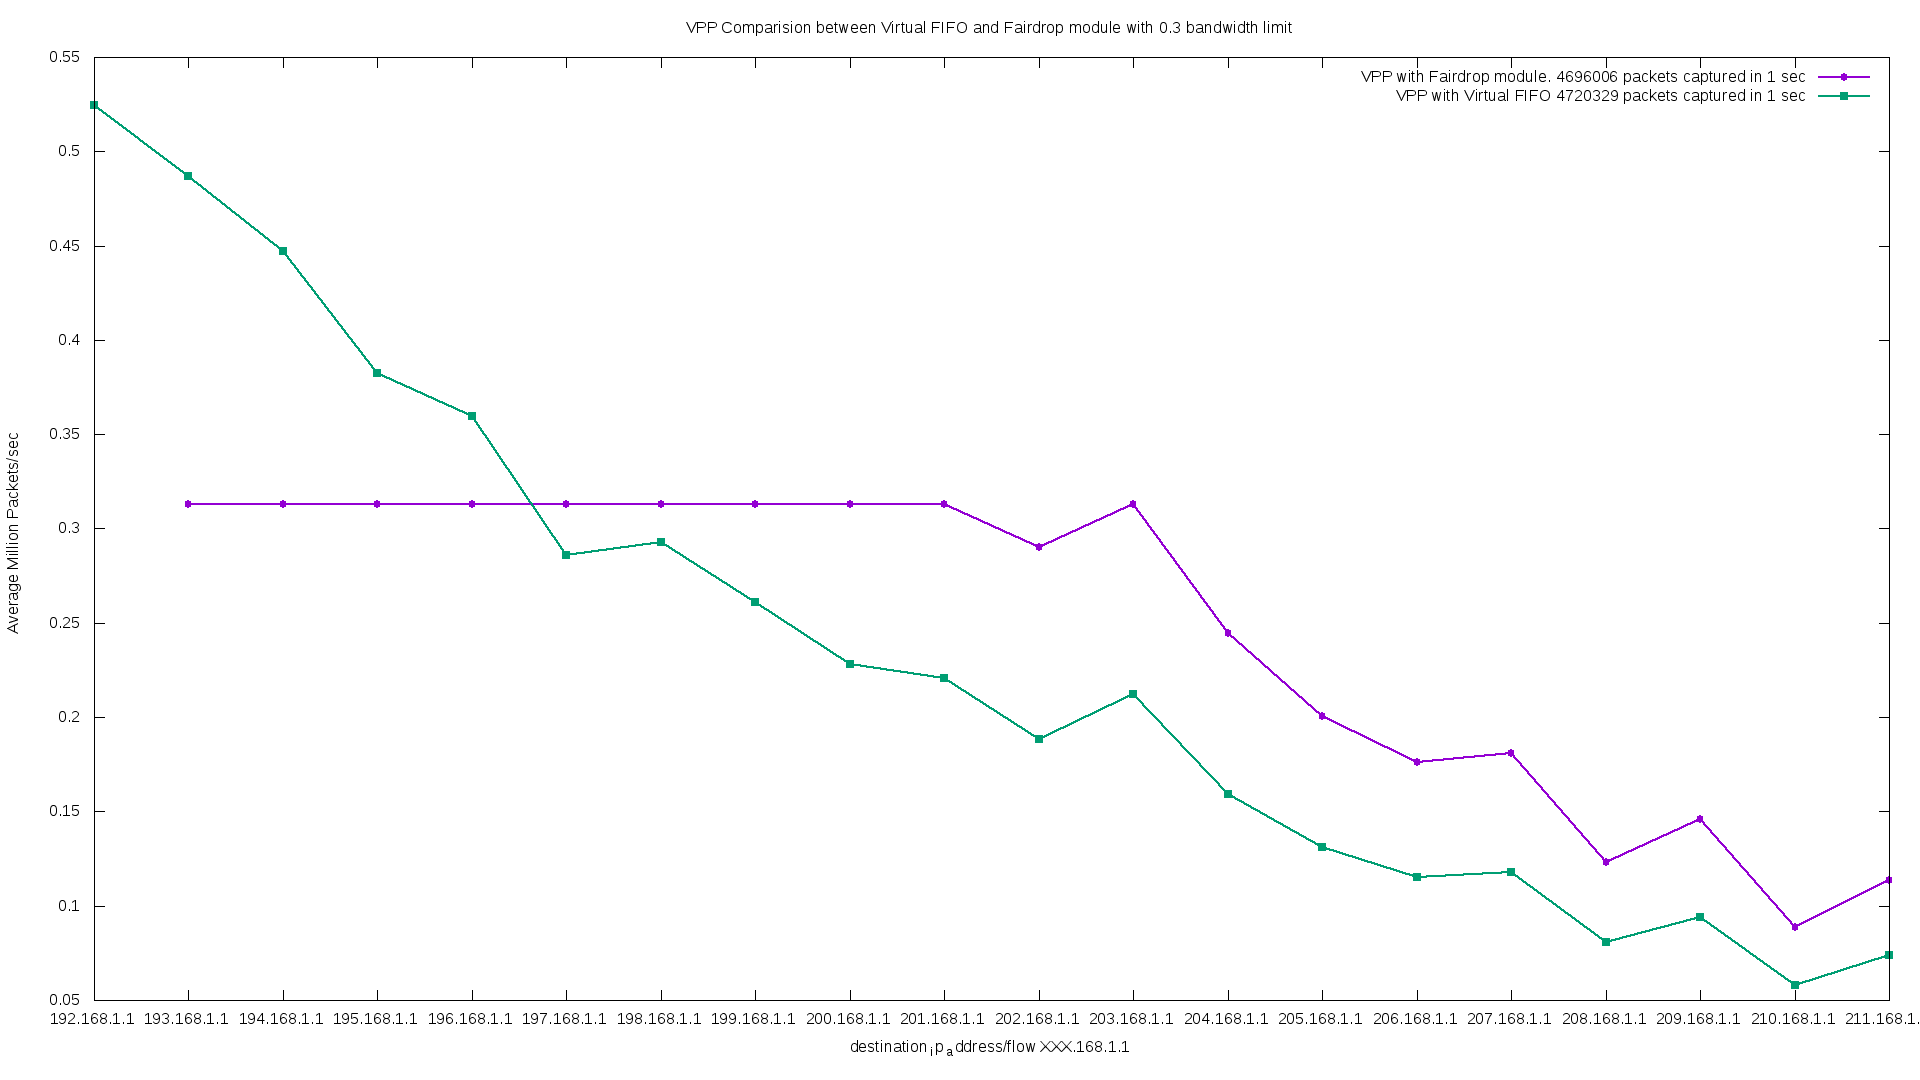 VPP Comparision between Virtual FIFO and Fairdrop module with 0.3 bandwidth limit
VPP with Fairdrop module. 4696006 packets captured in 1 sec
VPP with Virtual FIFO 4720329 packets captured in 1 sec
0.55
0.5
0.45
0.4
0.35
0.3
0.25
0.2
0.15
0.1
0.05
Average Million Packets/sec
192.168.1.1 193.168.1.1 194.168.1.1 195.168.1.1 196.168.1.1 197.168.1.1 198.168.1.1 199.168.1.1 200.168.1.1 201.168.1.1 202.168.1.1 203.168.1.1 204.168.1.1 205.168.1.1 206.168.1.1 207.168.1.1 208.168.1.1 209.168.1.1 210.168.1.1 211.168.1.
destination ip address/flow XXX.168.1.1